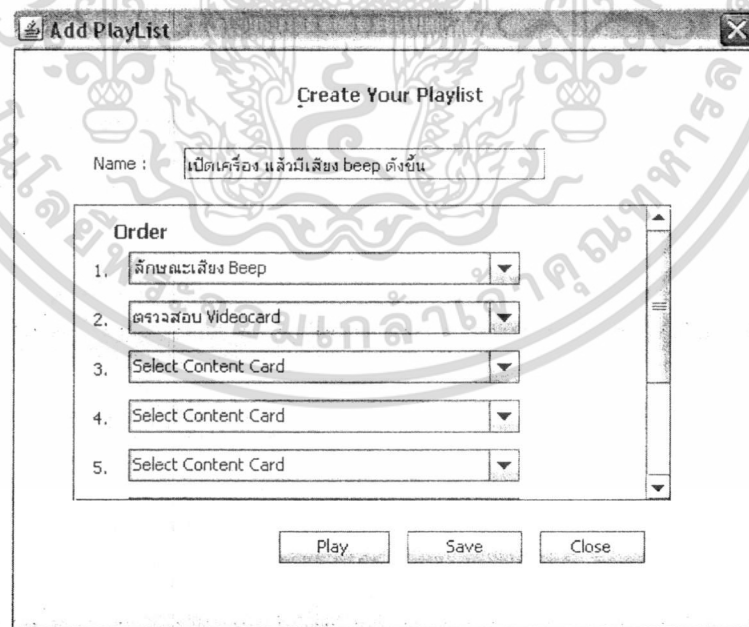 Add PlayList
Create Your Playlist
Name : เปิดเครื่อง แล้วมีเสียง beep ดังขึ้น
Order
1. ลักษณะเสียง Beep
2. ตรวจสอบ Videocard
3. Select Content Card
4. Select Content Card
5. Select Content Card
Play Save Close